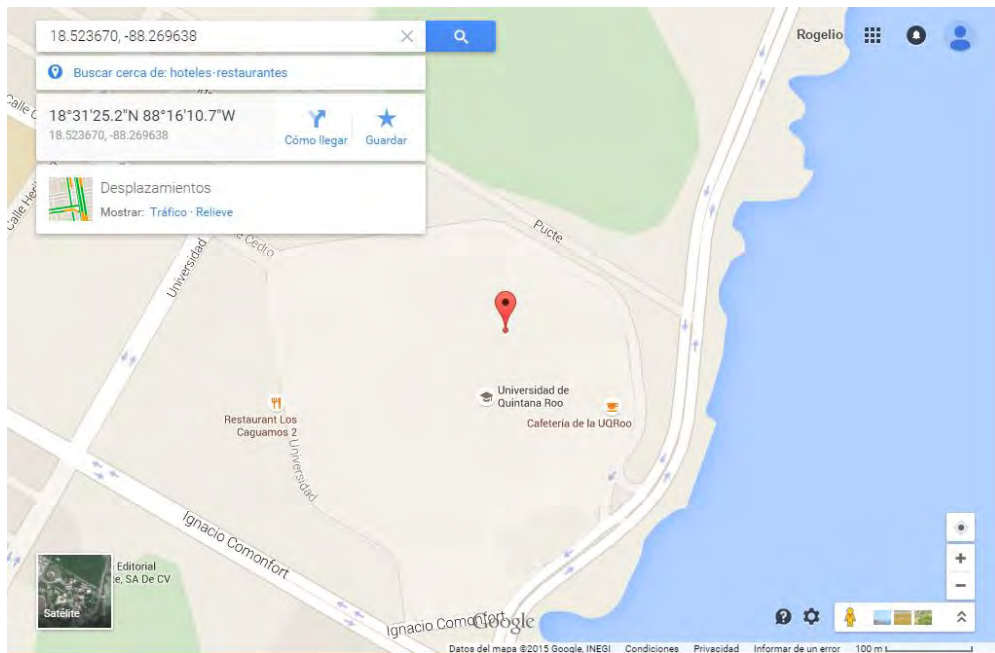 18.523670, -88.269638
Rogelio
Buscar cerca de: hoteles·restaurantes
Calle
18°31'25.2"N 88°16'10.7"W
18.523670, -88.269638
Cómo llegar
Guardar
Desplazamientos
Mostrar: Tráfico · Relieve
Calle
Cedro
Pucte
Universidad
Universidad de
Quintana Roo
Restaurant Los
Caguamos 2
Cafetería de la UQRoo
Universidad
Ignacio Comonfort
Editorial
te, SA De CV
Satélite
Ignacio Comonfort
Google
Datos del mapa ©2015 Google, INEGI Condiciones Privacidad Informar de un error 100 m